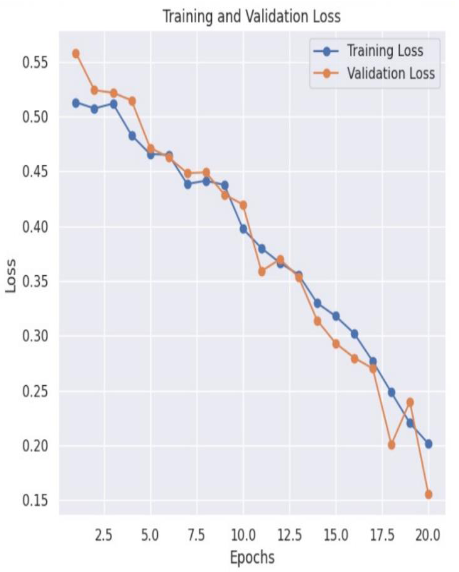 Training and Validation Loss
Training Loss
Validation Loss
0.55
0.50
0.45
0.40
0.35
0.30
0.25
0.20
0.15
Loss
2.5 5.0 7.5 10.0 12.5 15.0 17.5 20.0
Epochs